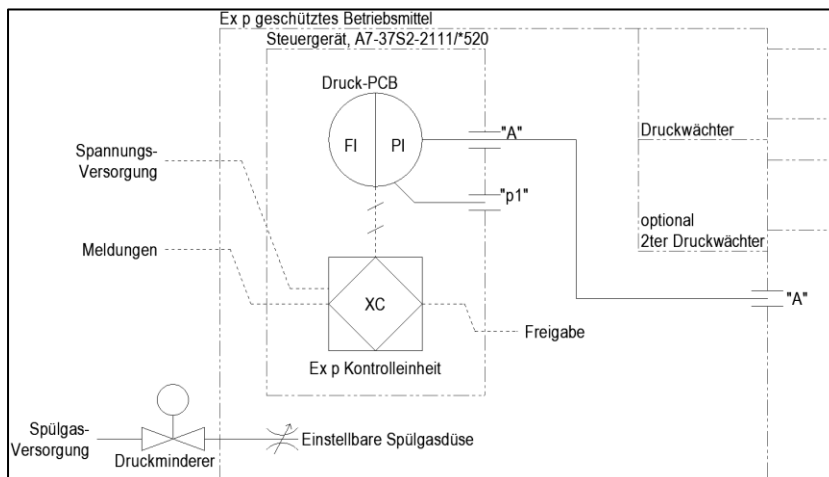 Ex p geschütztes Betriebsmittel
Steuergerät, A7-37S2-2111/*520
Druck-PCB
FI
PI
"A"
Druckwächter
Spannungs-
Versorgung
"p1"
optional
2ter Druckwächter
Meldungen
XC
"A"
Freigabe
Ex p Kontrolleinheit
Spülgas-
Versorgung
Einstellbare Spülgasdüse
Druckminderer